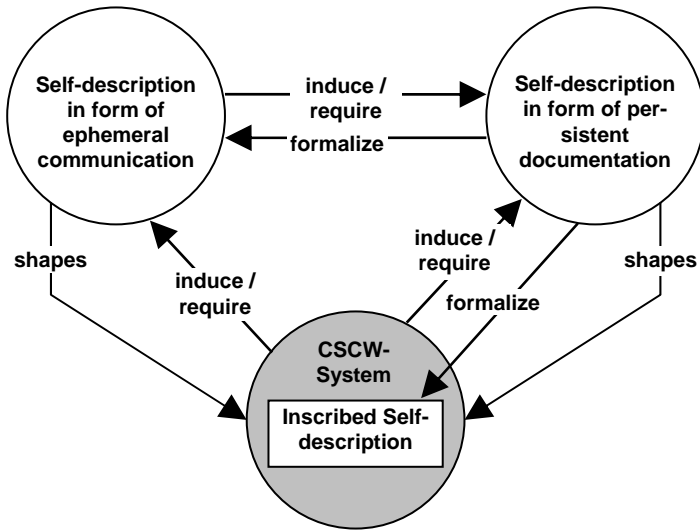 Self-description
in form of
ephemeral
communication
induce /
require
formalize
Self-description
in form of per-
sistent
documentation
shapes
induce /
require
induce /
require
formalize
shapes
CSCW-
System
Inscribed Self-
description